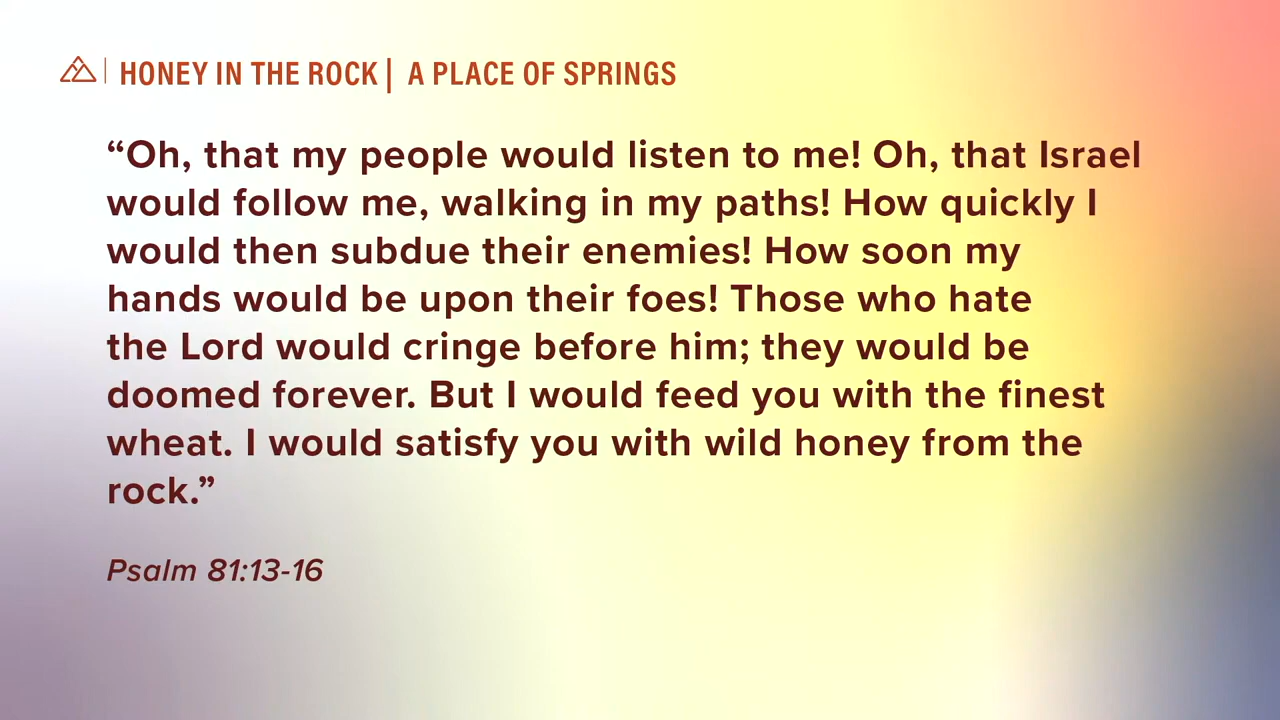 HONEY IN THE ROCK | A PLACE OF SPRINGS
“Oh, that my people would listen to me! Oh, that Israel
would follow me, walking in my paths! How quickly I
would then subdue their enemies! How soon my
hands would be upon their foes! Those who hate
the Lord would cringe before him; they would be
doomed forever. But I would feed you with the finest
wheat. I would satisfy you with wild honey from the
rock.”
Psalm 81:13-16